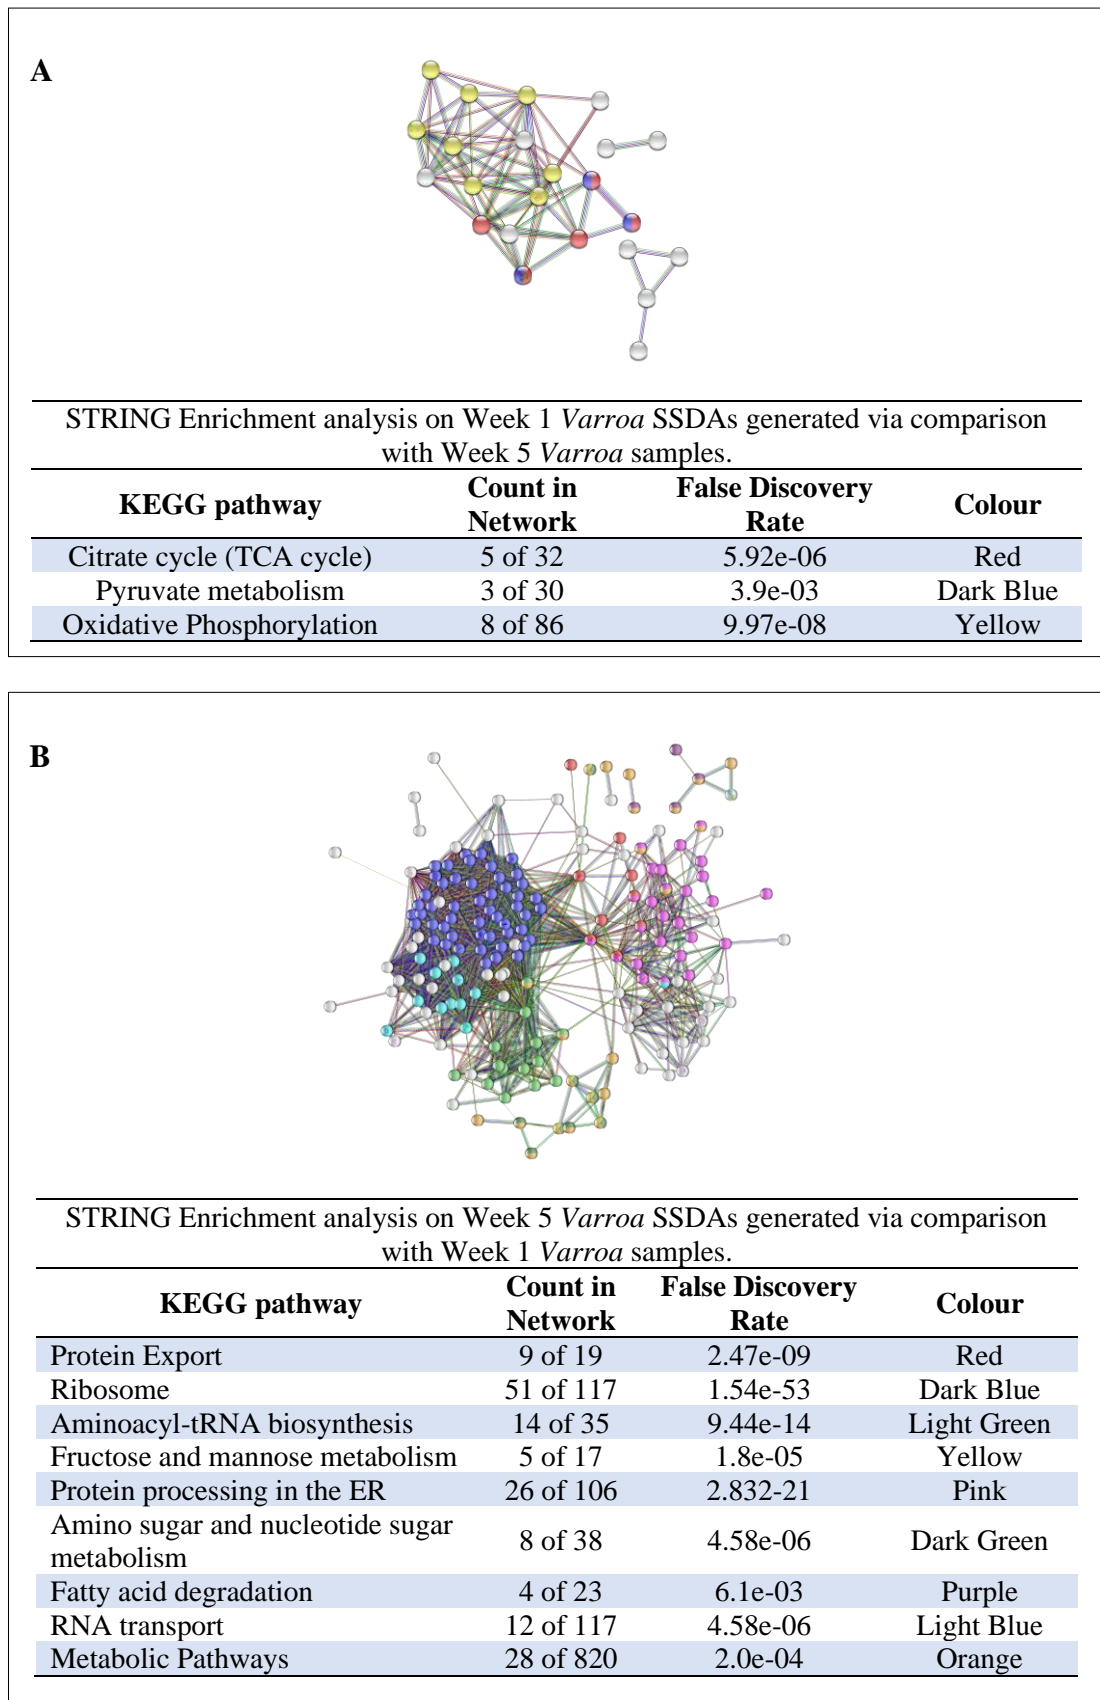 A
STRING Enrichment analysis on Week 1 Varroa SSDAs generated via comparison
with Week 5 Varroa samples.
KEGG pathway Count in Network False Discovery Rate Colour
Citrate cycle (TCA cycle) 5 of 32 5.92e-06 Red
Pyruvate metabolism 3 of 30 3.9e-03 Dark Blue
Oxidative Phosphorylation 8 of 86 9.97e-08 Yellow
B
STRING Enrichment analysis on Week 5 Varroa SSDAs generated via comparison
with Week 1 Varroa samples.
KEGG pathway Count in Network False Discovery Rate Colour
Protein Export 9 of 19 2.47e-09 Red
Ribosome 51 of 117 1.54e-53 Dark Blue
Aminoacyl-tRNA biosynthesis 14 of 35 9.44e-14 Light Green
Fructose and mannose metabolism 5 of 17 1.8e-05 Yellow
Protein processing in the ER 26 of 106 2.832-21 Pink
Amino sugar and nucleotide sugar metabolism 8 of 38 4.58e-06 Dark Green
Fatty acid degradation 4 of 23 6.1e-03 Purple
RNA transport 12 of 117 4.58e-06 Light Blue
Metabolic Pathways 28 of 820 2.0e-04 Orange